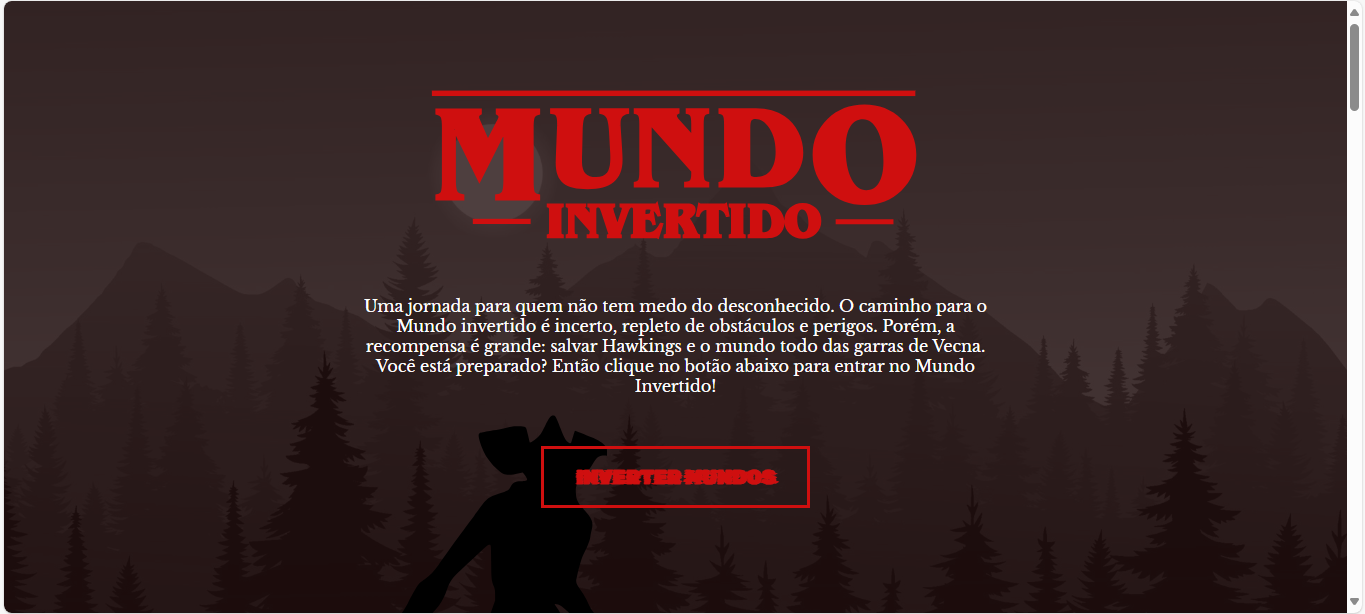 MUNDO
INVERTIDO
Uma jornada para quem não tem medo do desconhecido. O caminho para o
Mundo invertido é incerto, repleto de obstáculos e perigos. Porém, a
recompensa é grande: salvar Hawkings e o mundo todo das garras de Vecna.
Você está preparado? Então clique no botão abaixo para entrar no Mundo
Invertido!
INVERTER MUNDOS